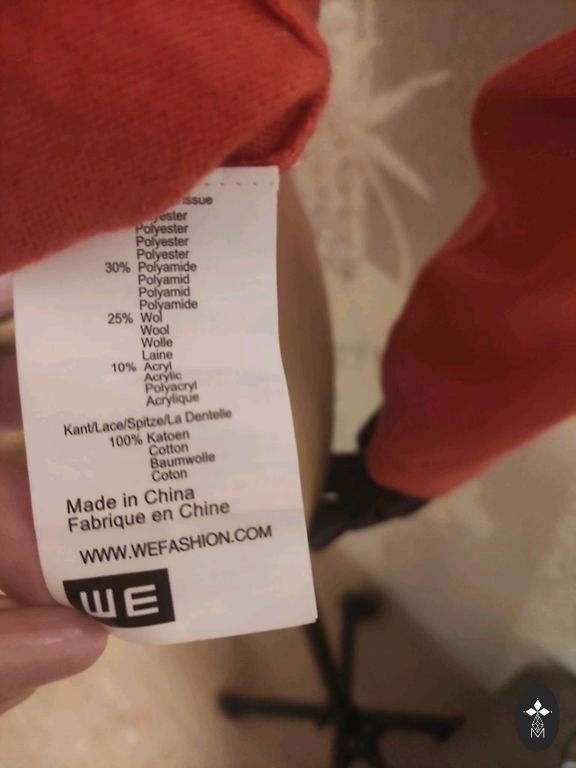 Polyester
Polyester
Polyester
30% Polyamide
Polyamid
Polyamid
Polyamide
25% Wol
Wool
Wolle
Laine
10% Acryl
Acrylic
Polyacryl
Acrylique
Kant/Lace/Spitze/La Dentelle
100% Katoen
Cotton
Baumwolle
Coton
Made in China
Fabrique en Chine
WWW.WEFASHION.COM
WE
M